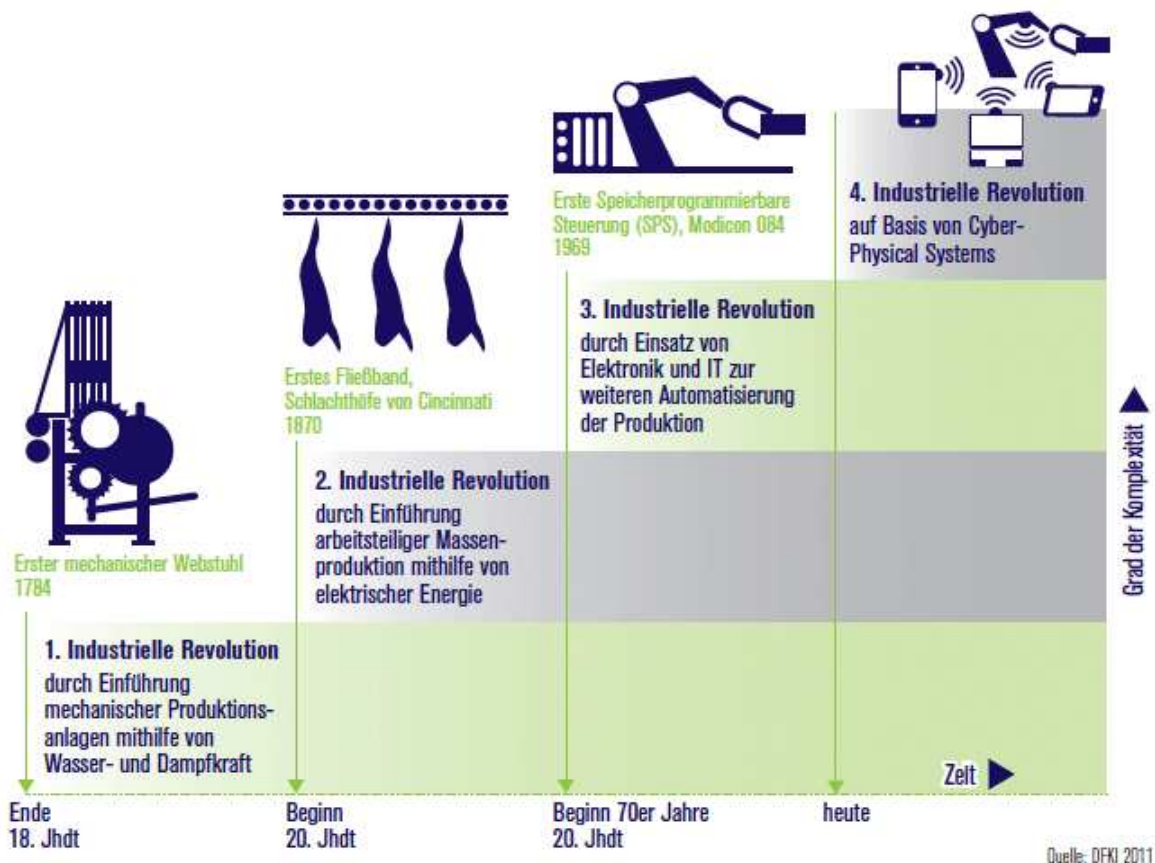 4. Industrielle Revolution
auf Basis von Cyber-
Physical Systems
Erste Speicherprogrammierbare
Steuerung (SPS), Modicon 084
1969
3. Industrielle Revolution
durch Einsatz von
Elektronik und IT zur
weiteren Automatisierung
der Produktion
Erstes Fließband,
Schlachthöfe von Cincinnati
1870
2. Industrielle Revolution
durch Einführung
arbeitsteiliger Massen-
produktion mithilfe von
elektrischer Energie
Erster mechanischer Webstuhl
1784
1. Industrielle Revolution
durch Einführung
mechanischer Produktions-
anlagen mithilfe von
Wasser- und Dampfkraft
Grad der Komplexität
Zeit
Ende
18. Jhdt
Beginn
20. Jhdt
Beginn 70er Jahre
20. Jhdt
heute
Quelle: DFKI 2011